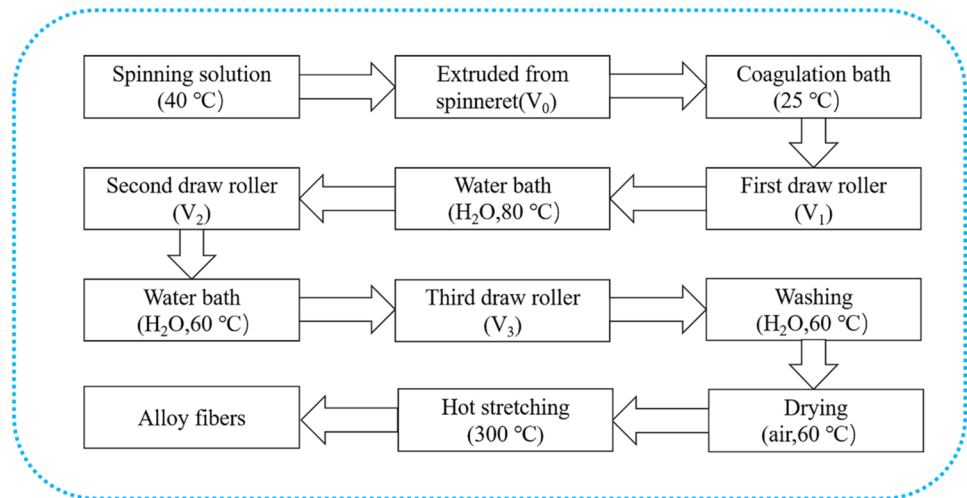 Spinning solution
(40 ℃)
Extruded from
spinneret(V₀)
Coagulation bath
(25 ℃)
First draw roller
(V₁)
Water bath
(H₂O,80 ℃)
Second draw roller
(V₂)
Water bath
(H₂O,60 ℃)
Third draw roller
(V₃)
Washing
(H₂O,60 ℃)
Drying
(air,60 ℃)
Hot stretching
(300 ℃)
Alloy fibers